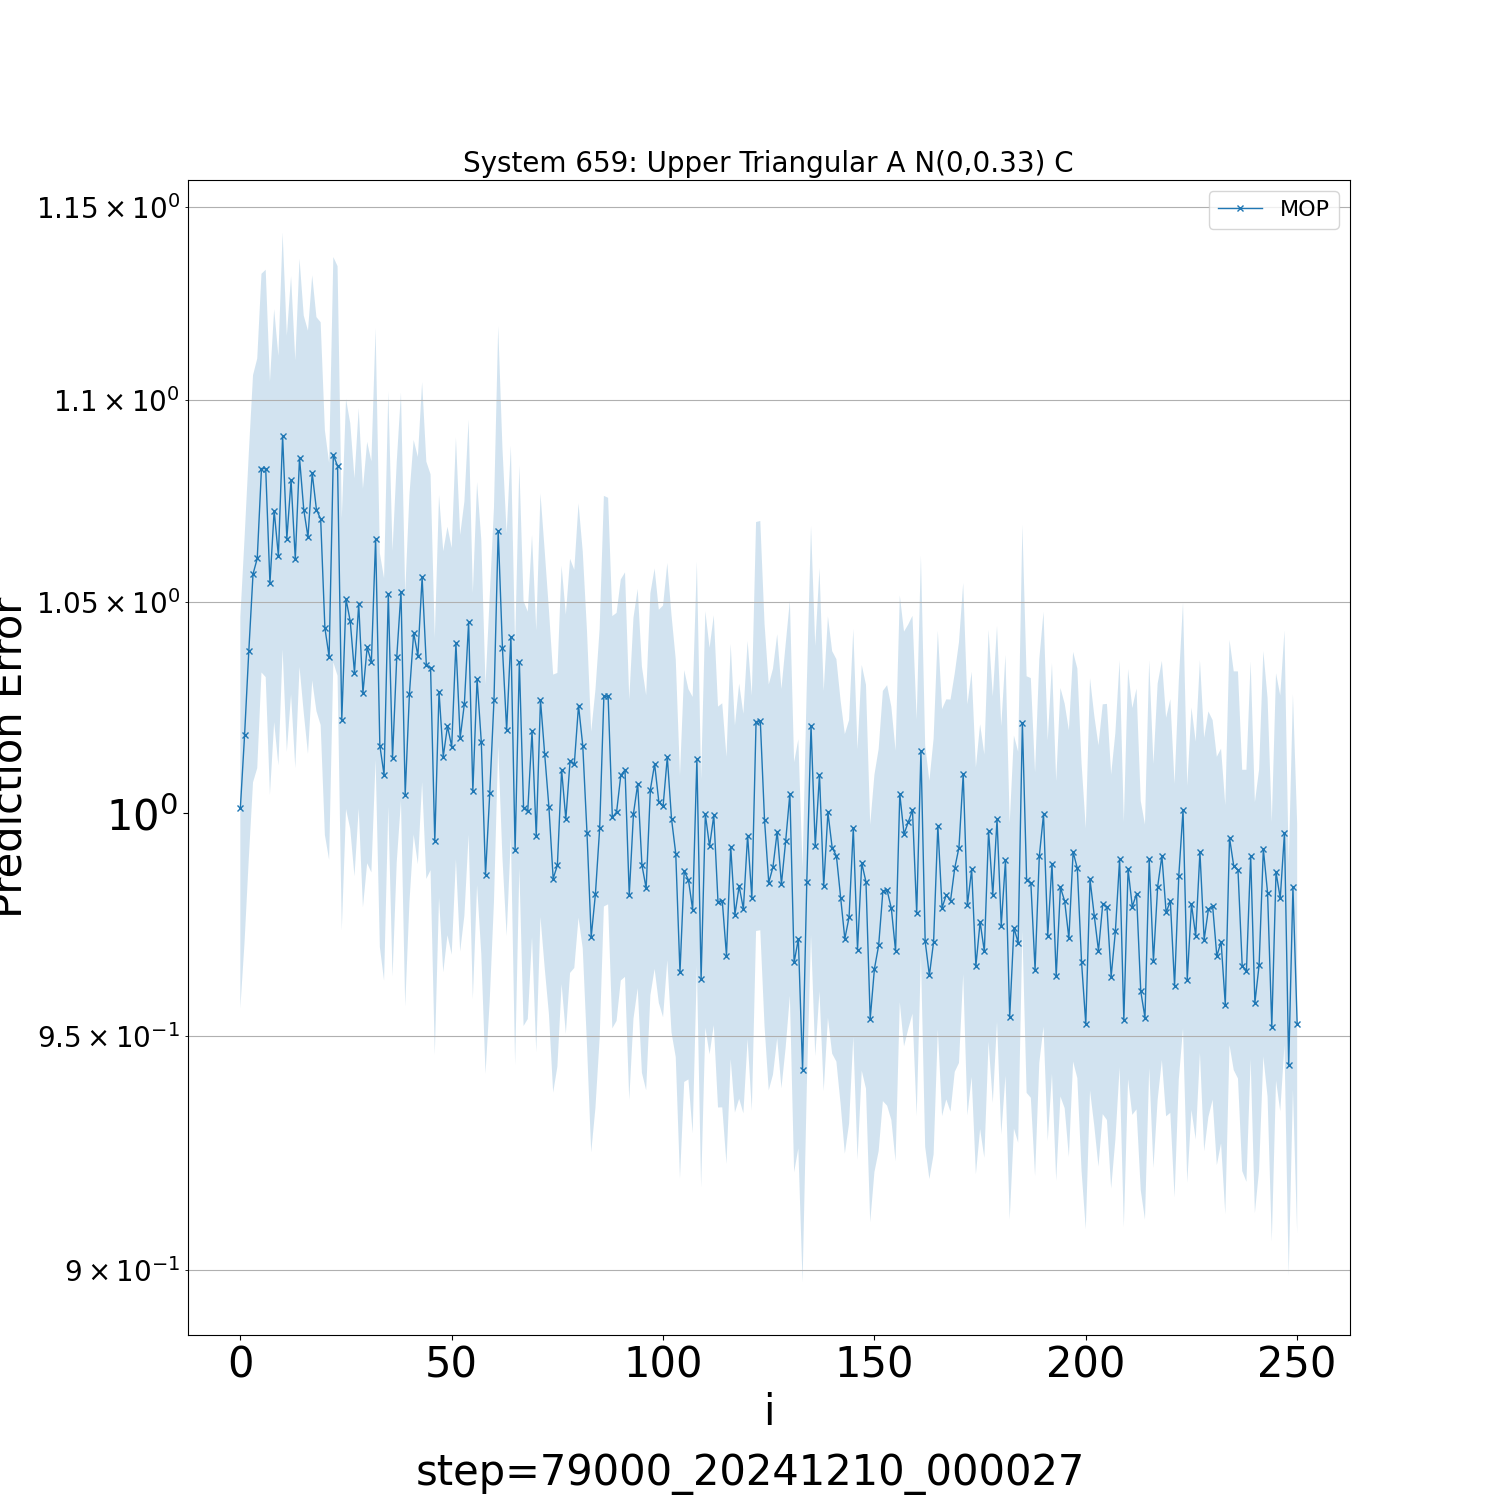 System 659: Upper Triangular A N(0,0.33) C
MOP
Prediction Error
1.15 × 10⁰
1.1 × 10⁰
1.05 × 10⁰
10⁰
9.5 × 10⁻¹
9 × 10⁻¹
0 50 100 150 200 250
i
step=79000_20241210_000027